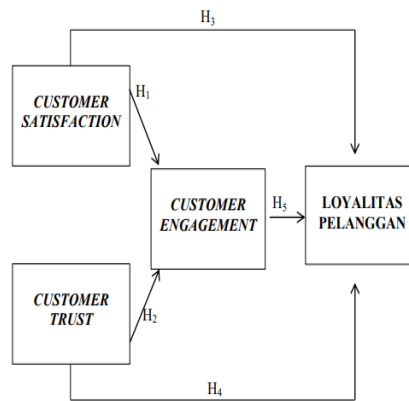 H3
H1
CUSTOMER
SATISFACTION
CUSTOMER
ENGAGEMENT
H5
LOYALITAS
PELANGGAN
CUSTOMER
TRUST
H2
H4